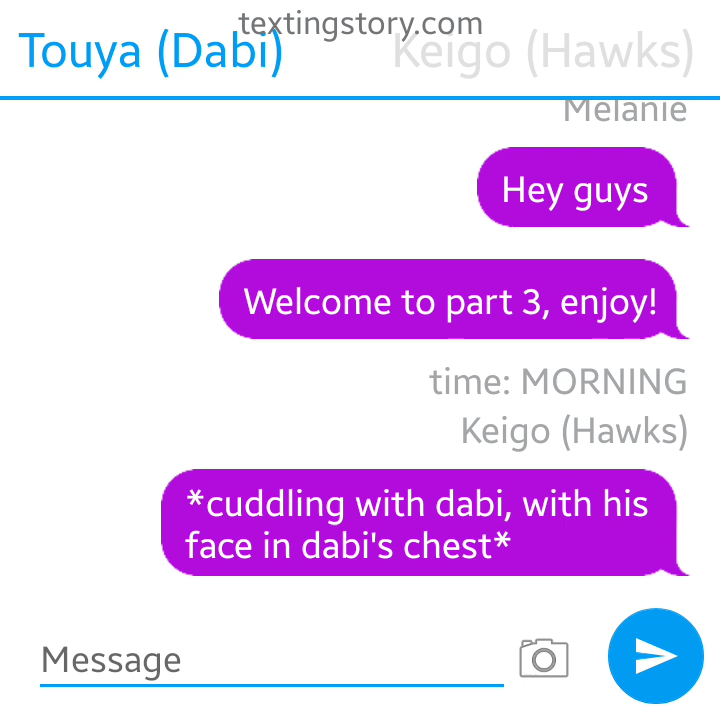 textingstory.com
Touya (Dabi) Keigo (Hawks)
Melanie
Hey guys
Welcome to part 3, enjoy!
time: MORNING
Keigo (Hawks)
*cuddling with dabi, with his
face in dabi's chest*
Message